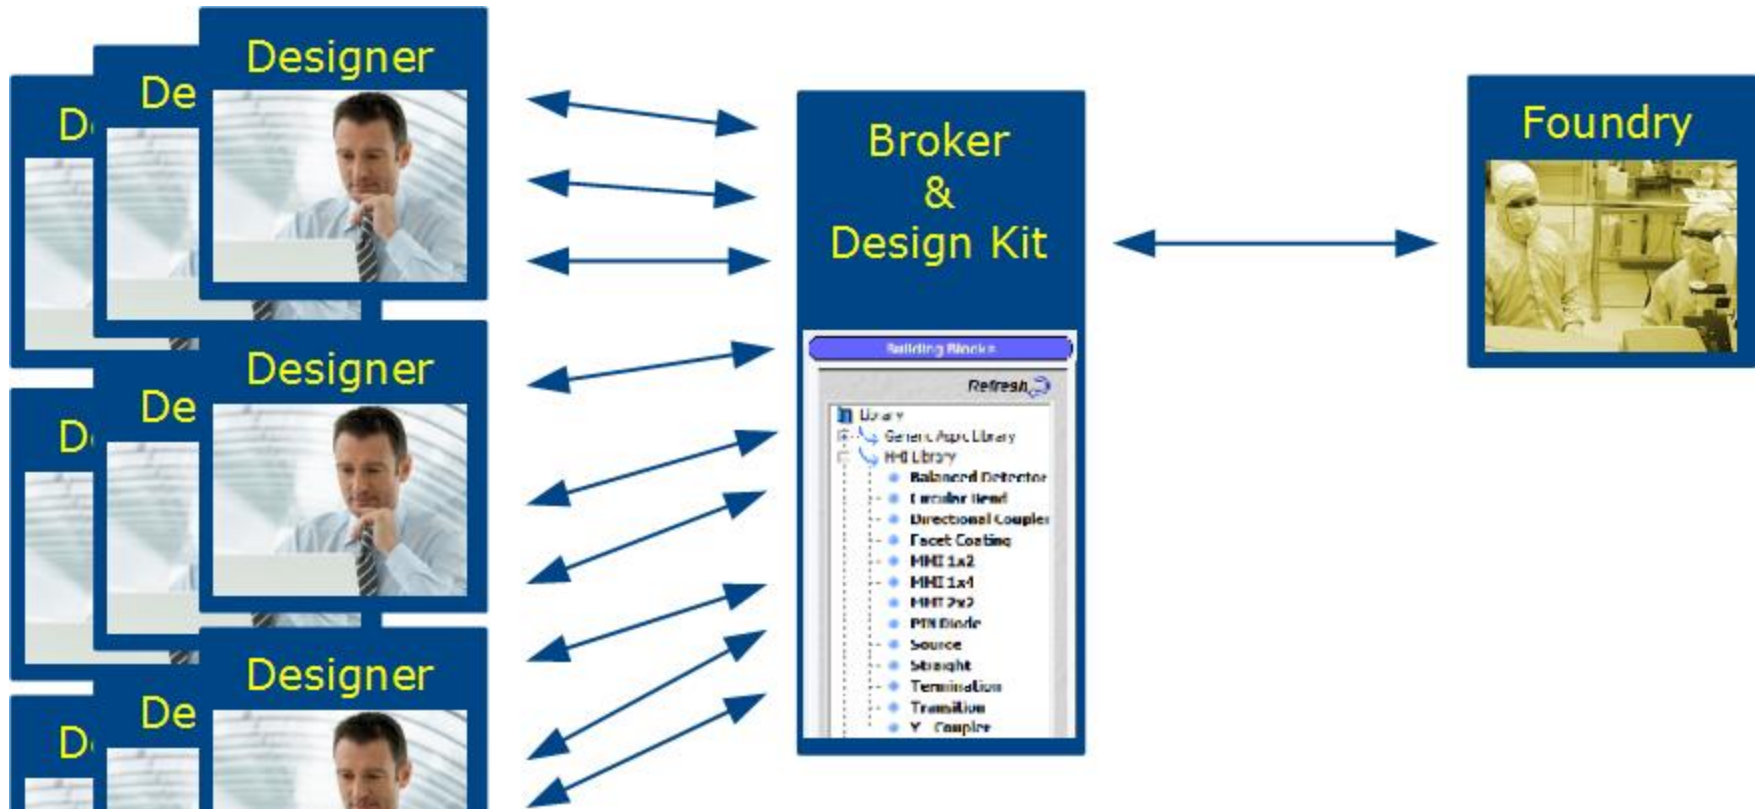 Designer
De
D
Designer
De
D
Designer
De
D
Broker
&
Design Kit
Building Blocks
Refresh
Library
Generic Aspic Library
HHI Library
Balanced Detector
Circular Bend
Directional Coupler
Facet Coating
MMI 1x2
MMI 1x4
MMI 2x2
PIN Diode
Source
Straight
Termination
Transition
Y - Coupler
Foundry